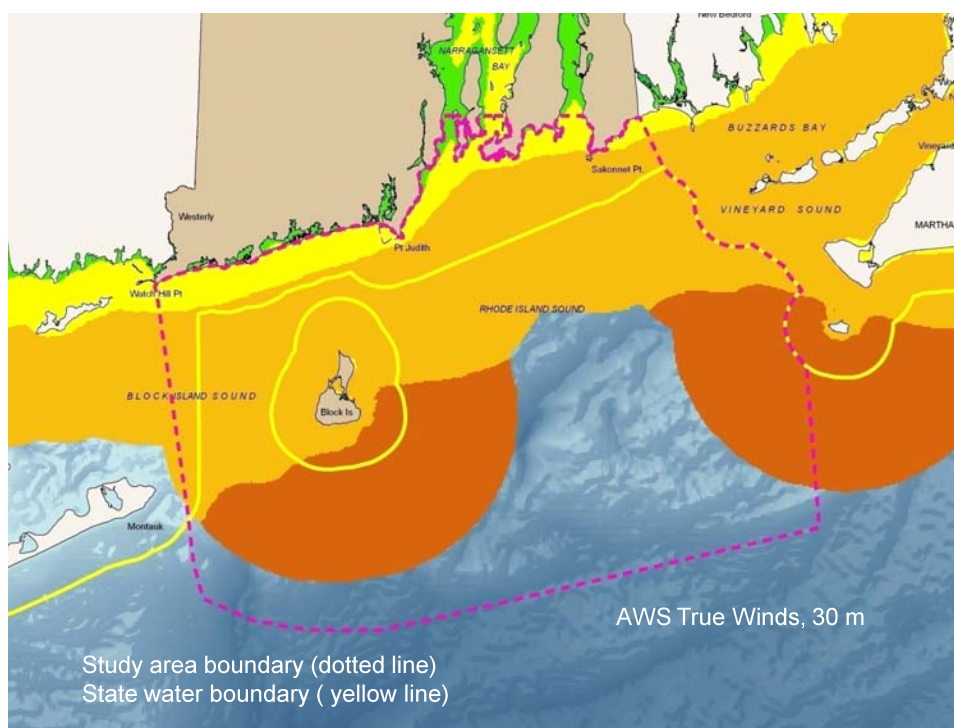 New Bedford
NARRAGANSETT
BAY
BUZZARDS BAY
Vineyard
Sakonnet Pt.
VINEYARD SOUND
Westerly
MARTHA
Pt Judith
Watch Hill Pt
RHODE ISLAND SOUND
BLOCK ISLAND SOUND
Block Is
Montauk
AWS True Winds, 30 m
Study area boundary (dotted line)
State water boundary ( yellow line)